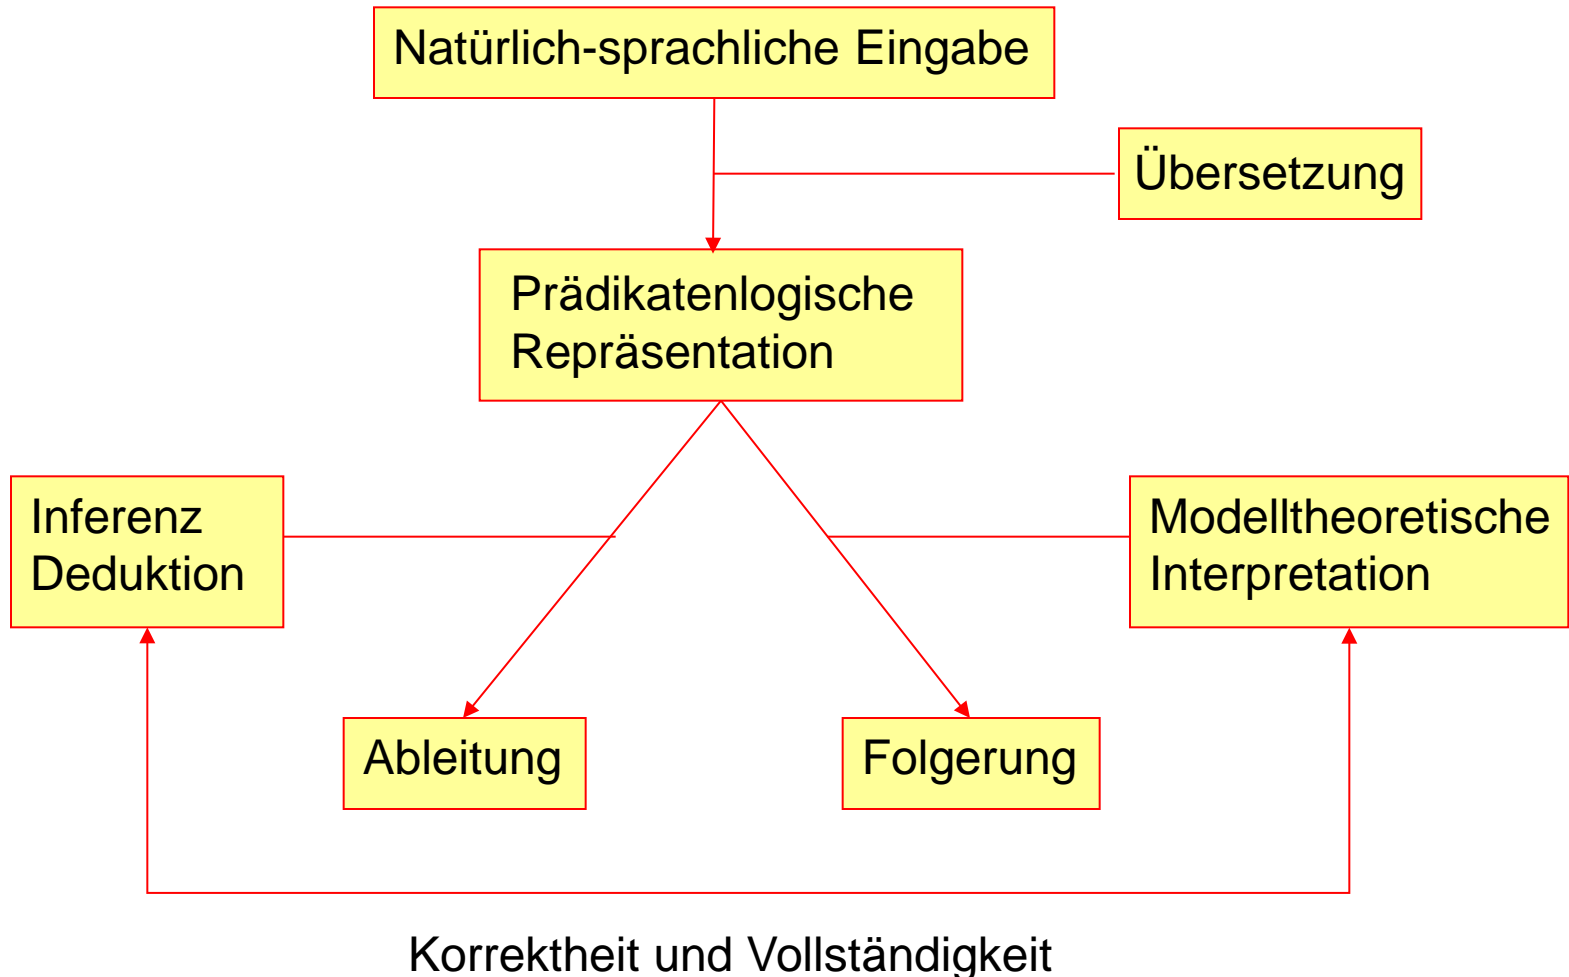 Natürlich-sprachliche Eingabe
Übersetzung
Prädikatenlogische
Repräsentation
Inferenz
Deduktion
Modelltheoretische
Interpretation
Ableitung
Folgerung
Korrektheit und Vollständigkeit